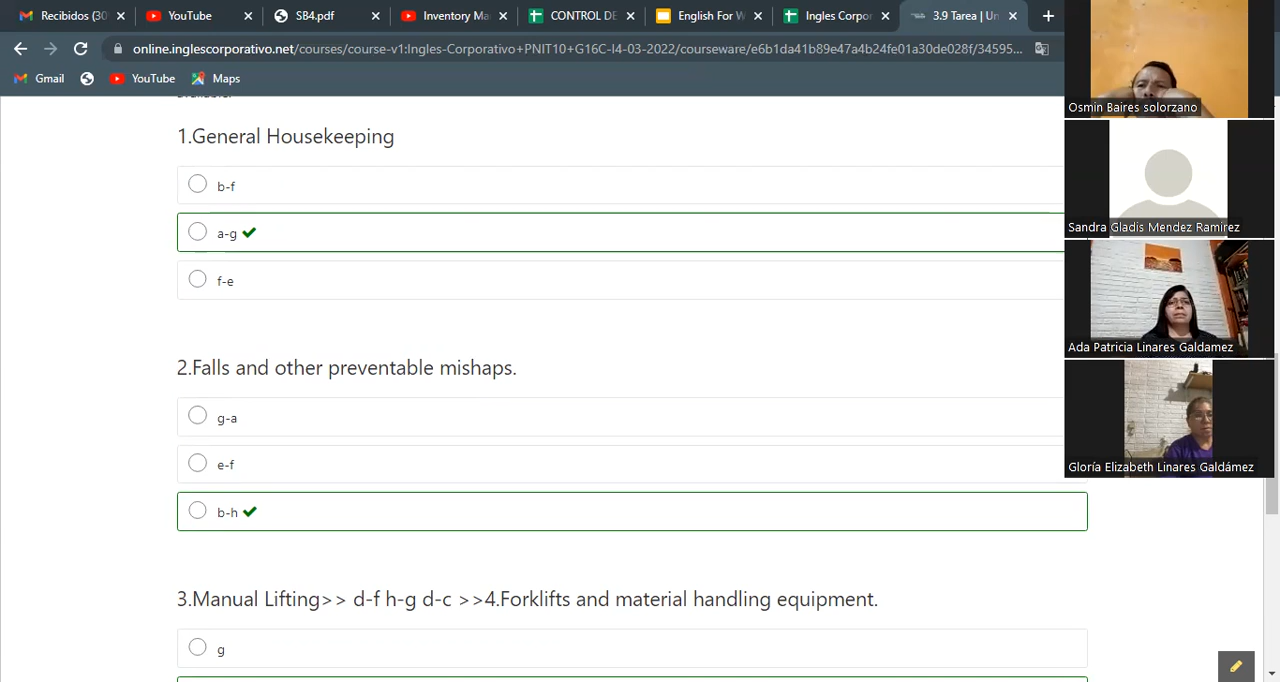 Recibidos (30
YouTube
SB4.pdf
Inventory Ma
CONTROL DE
English For W
Ingles Corpor
3.9 Tarea | Un
online.inglescorporativo.net/courses/course-v1:Ingles-Corporativo+PNIT10+G16C-I4-03-2022/courseware/e6b1da41b89e47a4b24fe01a30de028f/34595...
Gmail
YouTube
Maps
1.General Housekeeping
b-f
a-g
f-e
2.Falls and other preventable mishaps.
g-a
e-f
b-h
3.Manual Lifting>> d-f h-g d-c >>4.Forklifts and material handling equipment.
g
Osmin Baires solorzano
Sandra Gladis Mendez Ramirez
Ada Patricia Linares Galdamez
Gloría Elizabeth Linares Galdámez